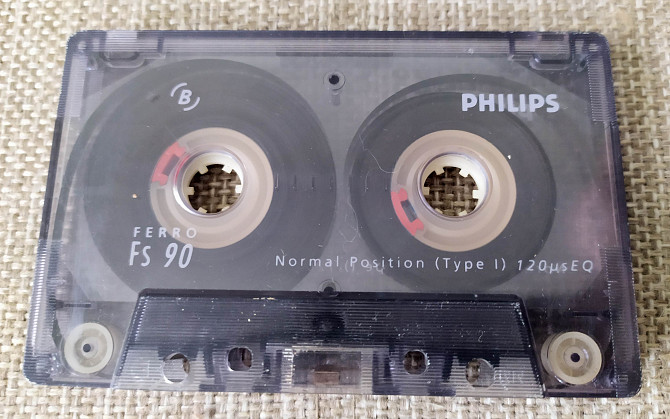 B
PHILIPS
FERRO
FS 90
Normal Position (Type I) 120µsEQ